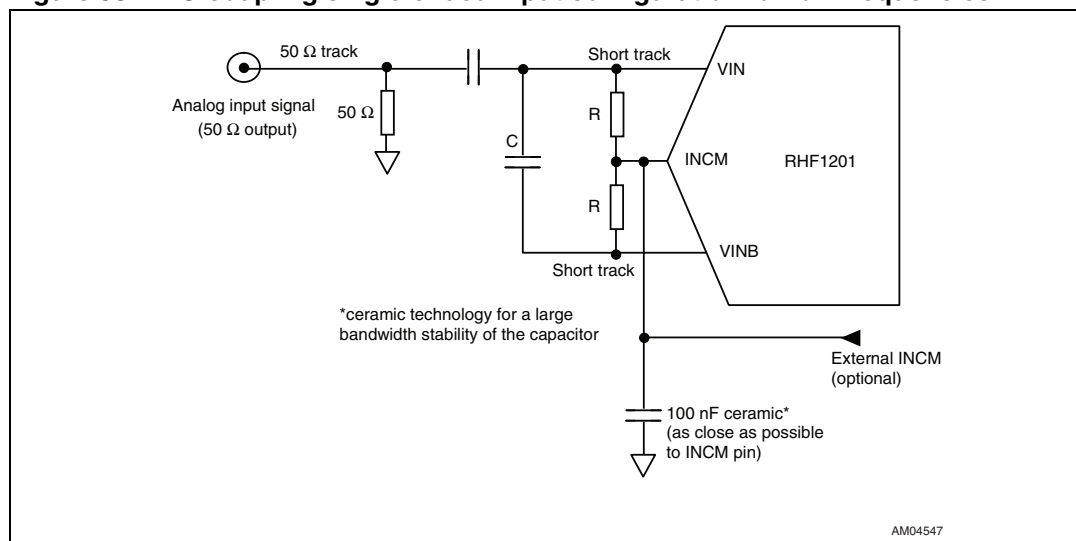 50 Ω track
Short track
VIN
Analog input signal
(50 Ω output)
50 Ω
R
C
INCM
RHF1201
R
VINB
Short track
*ceramic technology for a large
bandwidth stability of the capacitor
External INCM
(optional)
100 nF ceramic*
(as close as possible
to INCM pin)
AM04547